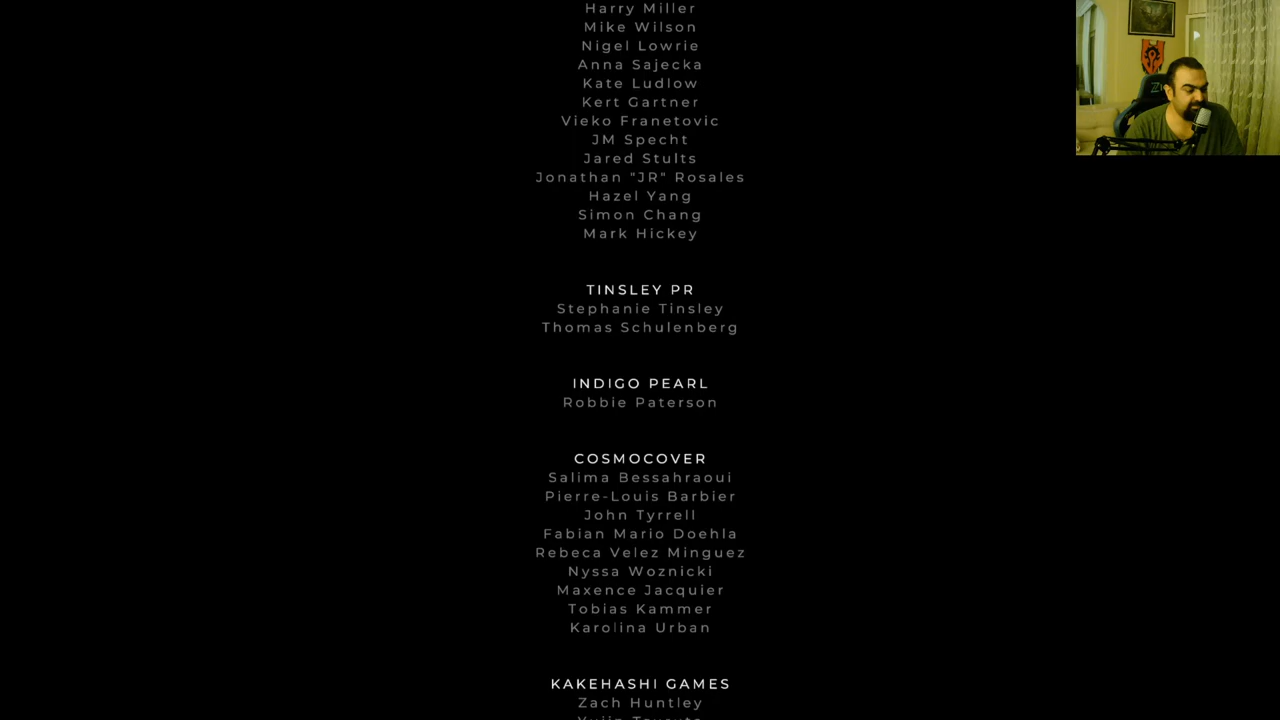 Harry Miller
Mike Wilson
Nigel Lowrie
Anna Sajecka
Kate Ludlow
Kert Gartner
Vieko Franetovic
JM Specht
Jared Stults
Jonathan "JR" Rosales
Hazel Yang
Simon Chang
Mark Hickey
TINSLEY PR
Stephanie Tinsley
Thomas Schulenberg
INDIGO PEARL
Robbie Paterson
COSMOCOVER
Salima Bessahraoui
Pierre-Louis Barbier
John Tyrrell
Fabian Mario Doehla
Rebeca Velez Minguez
Nyssa Woznicki
Maxence Jacquier
Tobias Kammer
Karolina Urban
KAKEHASHI GAMES
Zach Huntley